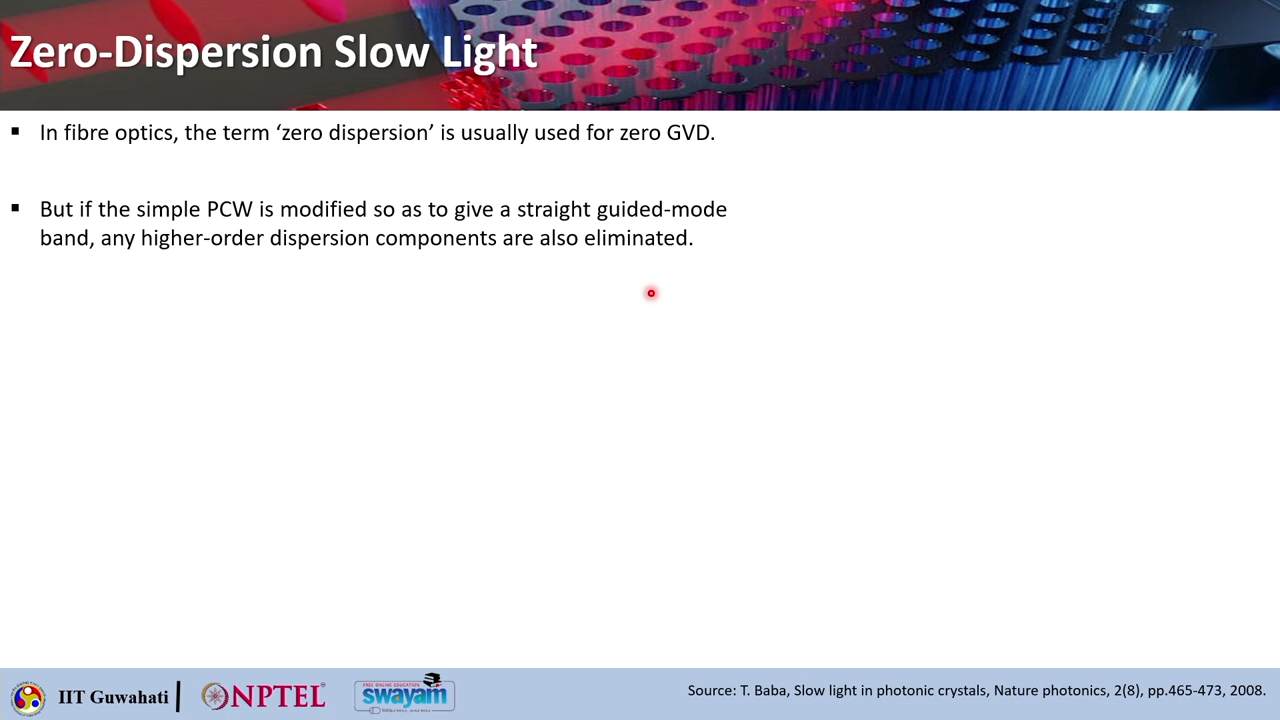 Zero-Dispersion Slow Light
▪ In fibre optics, the term ‘zero dispersion’ is usually used for zero GVD.
▪ But if the simple PCW is modified so as to give a straight guided-mode
band, any higher-order dispersion components are also eliminated.
IIT Guwahati
NPTEL
FREE ONLINE EDUCATION
swayam
Source: T. Baba, Slow light in photonic crystals, Nature photonics, 2(8), pp.465-473, 2008.